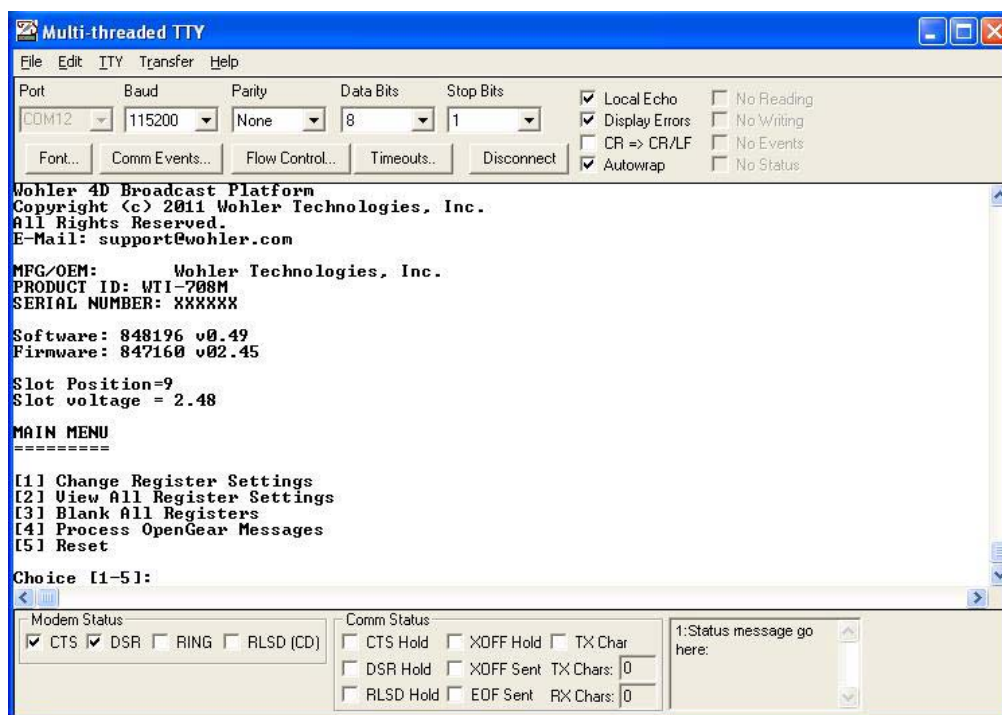 Multi-threaded TTY
File Edit TTY Transfer Help
Port Baud Parity Data Bits Stop Bits
COM12 115200 None 8 1
Local Echo
Display Errors
CR => CR/LF
Autowrap
No Reading
No Writing
No Events
No Status
Font... Comm Events... Flow Control... Timeouts.. Disconnect
Wohler 4D Broadcast Platform
Copyright (c) 2011 Wohler Technologies, Inc.
All Rights Reserved.
E-Mail: support@wohler.com
MFG/OEM: Wohler Technologies, Inc.
PRODUCT ID: WTI-708M
SERIAL NUMBER: XXXXXX
Software: 848196 v0.49
Firmware: 847160 v02.45
Slot Position=9
Slot voltage = 2.48
MAIN MENU
=========
[1] Change Register Settings
[2] View All Register Settings
[3] Blank All Registers
[4] Process OpenGear Messages
[5] Reset
Choice [1-5]:
Modem Status
CTS DSR RING RLSD (CD)
Comm Status
CTS Hold XOFF Hold TX Char
DSR Hold XOFF Sent TX Chars: 0
RLSD Hold EOF Sent RX Chars: 0
1:Status message go
here: